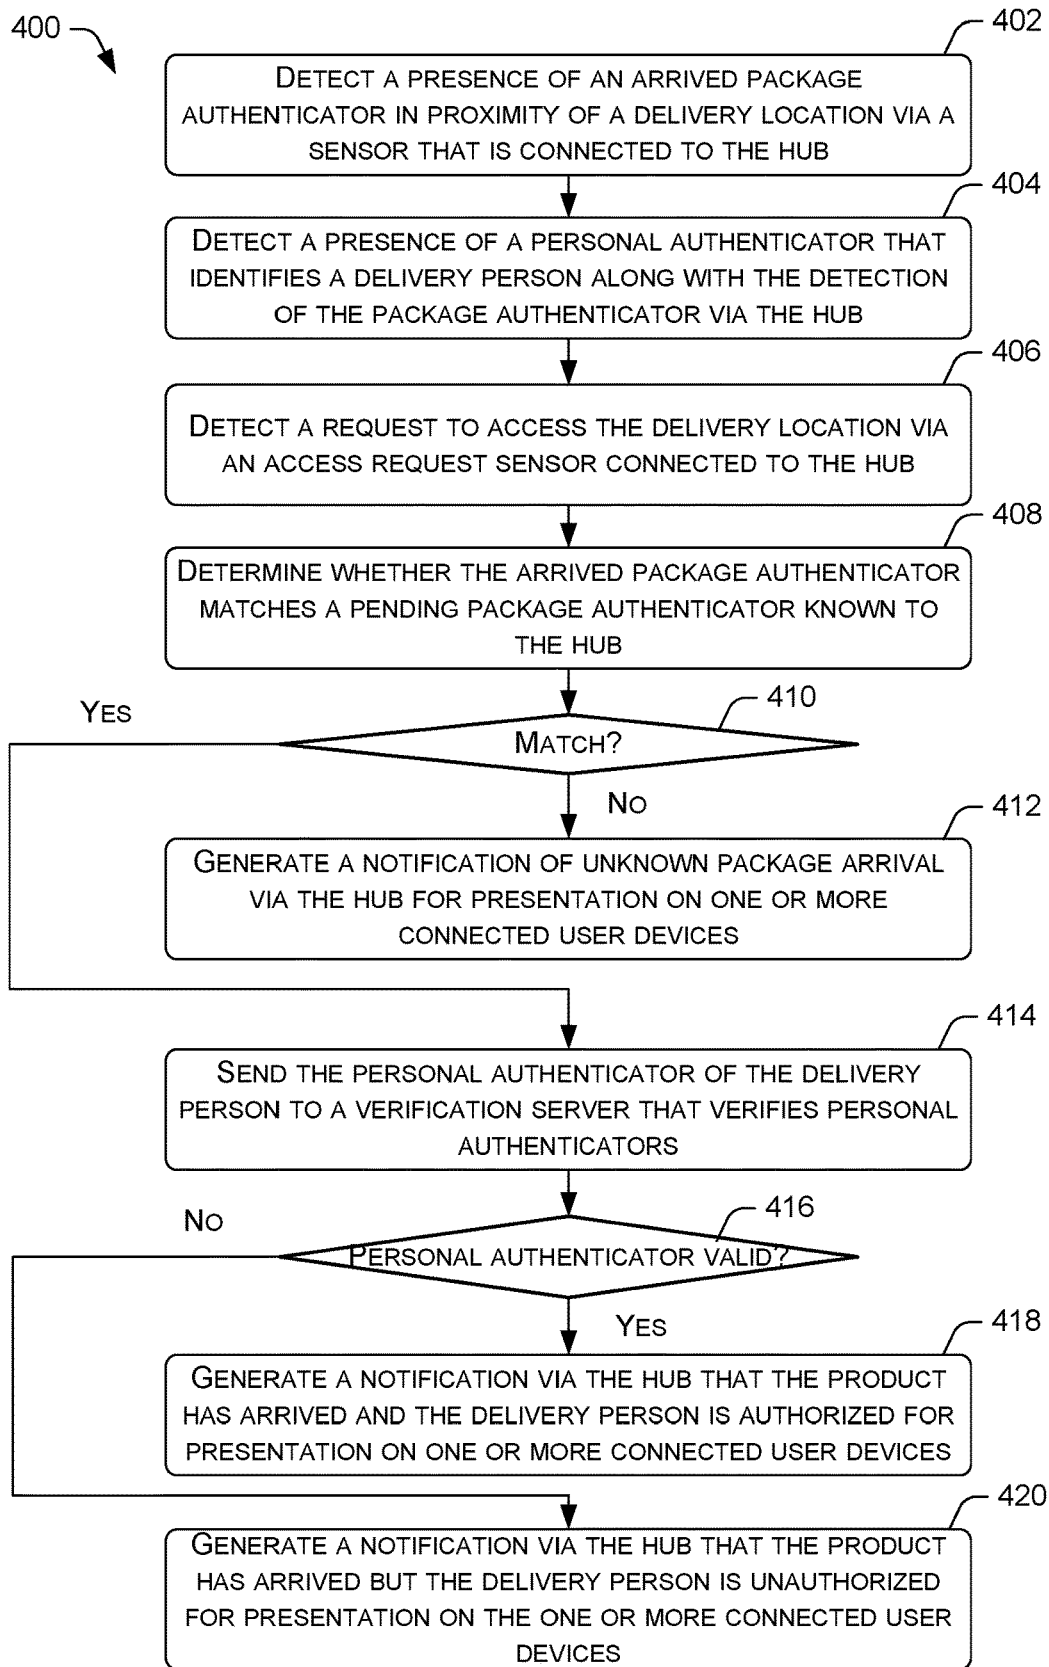 400
402
DETECT A PRESENCE OF AN ARRIVED PACKAGE
AUTHENTICATOR IN PROXIMITY OF A DELIVERY LOCATION VIA A
SENSOR THAT IS CONNECTED TO THE HUB
404
DETECT A PRESENCE OF A PERSONAL AUTHENTICATOR THAT
IDENTIFIES A DELIVERY PERSON ALONG WITH THE DETECTION
OF THE PACKAGE AUTHENTICATOR VIA THE HUB
406
DETECT A REQUEST TO ACCESS THE DELIVERY LOCATION VIA
AN ACCESS REQUEST SENSOR CONNECTED TO THE HUB
408
DETERMINE WHETHER THE ARRIVED PACKAGE AUTHENTICATOR
MATCHES A PENDING PACKAGE AUTHENTICATOR KNOWN TO
THE HUB
410
YES
MATCH?
NO
412
GENERATE A NOTIFICATION OF UNKNOWN PACKAGE ARRIVAL
VIA THE HUB FOR PRESENTATION ON ONE OR MORE
CONNECTED USER DEVICES
414
SEND THE PERSONAL AUTHENTICATOR OF THE DELIVERY
PERSON TO A VERIFICATION SERVER THAT VERIFIES PERSONAL
AUTHENTICATORS
416
NO
PERSONAL AUTHENTICATOR VALID?
YES
418
GENERATE A NOTIFICATION VIA THE HUB THAT THE PRODUCT
HAS ARRIVED AND THE DELIVERY PERSON IS AUTHORIZED FOR
PRESENTATION ON ONE OR MORE CONNECTED USER DEVICES
420
GENERATE A NOTIFICATION VIA THE HUB THAT THE PRODUCT
HAS ARRIVED BUT THE DELIVERY PERSON IS UNAUTHORIZED
FOR PRESENTATION ON THE ONE OR MORE CONNECTED USER
DEVICES